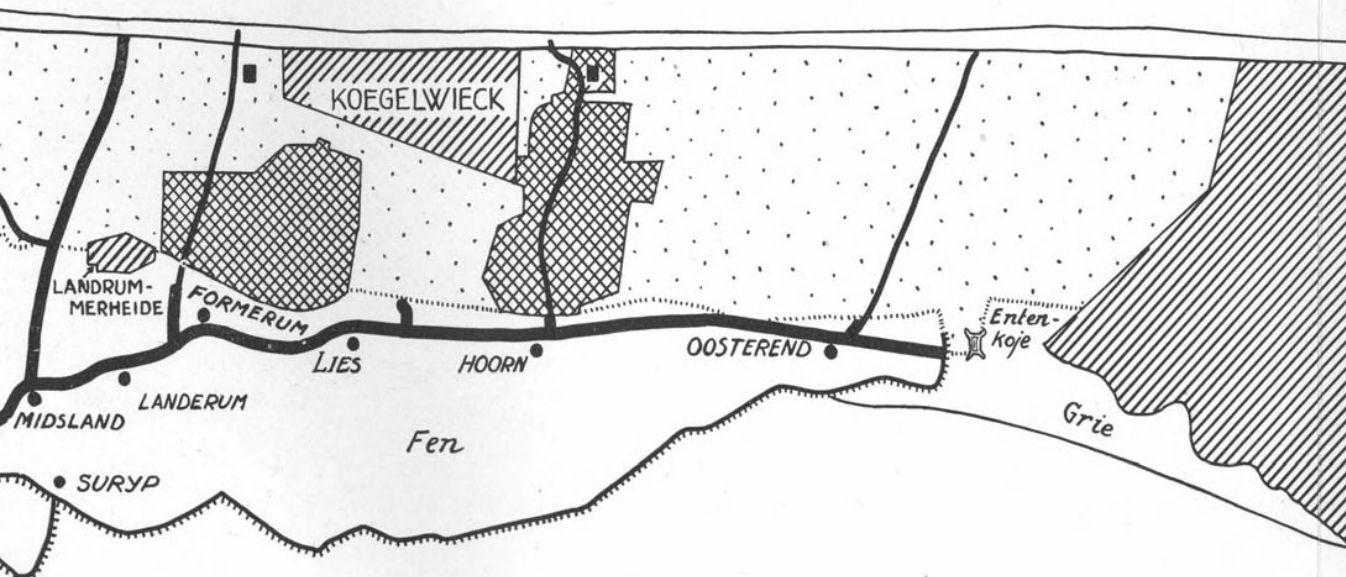 KOEGELWIECK
LANDRUM-
MERHEIDE
FORMERUM
LIES
HOORN
OOSTEREND
Enten-
koje
MIDSLAND
LANDERUM
Fen
Grie
SURYP